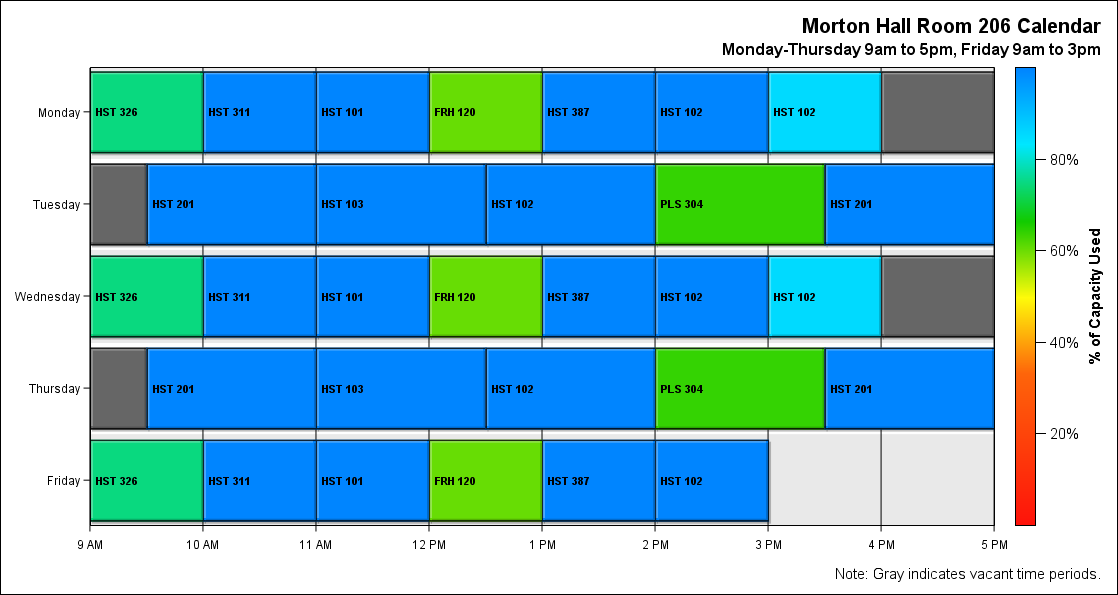 Morton Hall Room 206 Calendar
Monday-Thursday 9am to 5pm, Friday 9am to 3pm
Monday HST 326 HST 311 HST 101 FRH 120 HST 387 HST 102 HST 102
Tuesday HST 201 HST 103 HST 102 PLS 304 HST 201
Wednesday HST 326 HST 311 HST 101 FRH 120 HST 387 HST 102 HST 102
Thursday HST 201 HST 103 HST 102 PLS 304 HST 201
Friday HST 326 HST 311 HST 101 FRH 120 HST 387 HST 102
9 AM 10 AM 11 AM 12 PM 1 PM 2 PM 3 PM 4 PM 5 PM
80%
60%
40%
20%
% of Capacity Used
Note: Gray indicates vacant time periods.